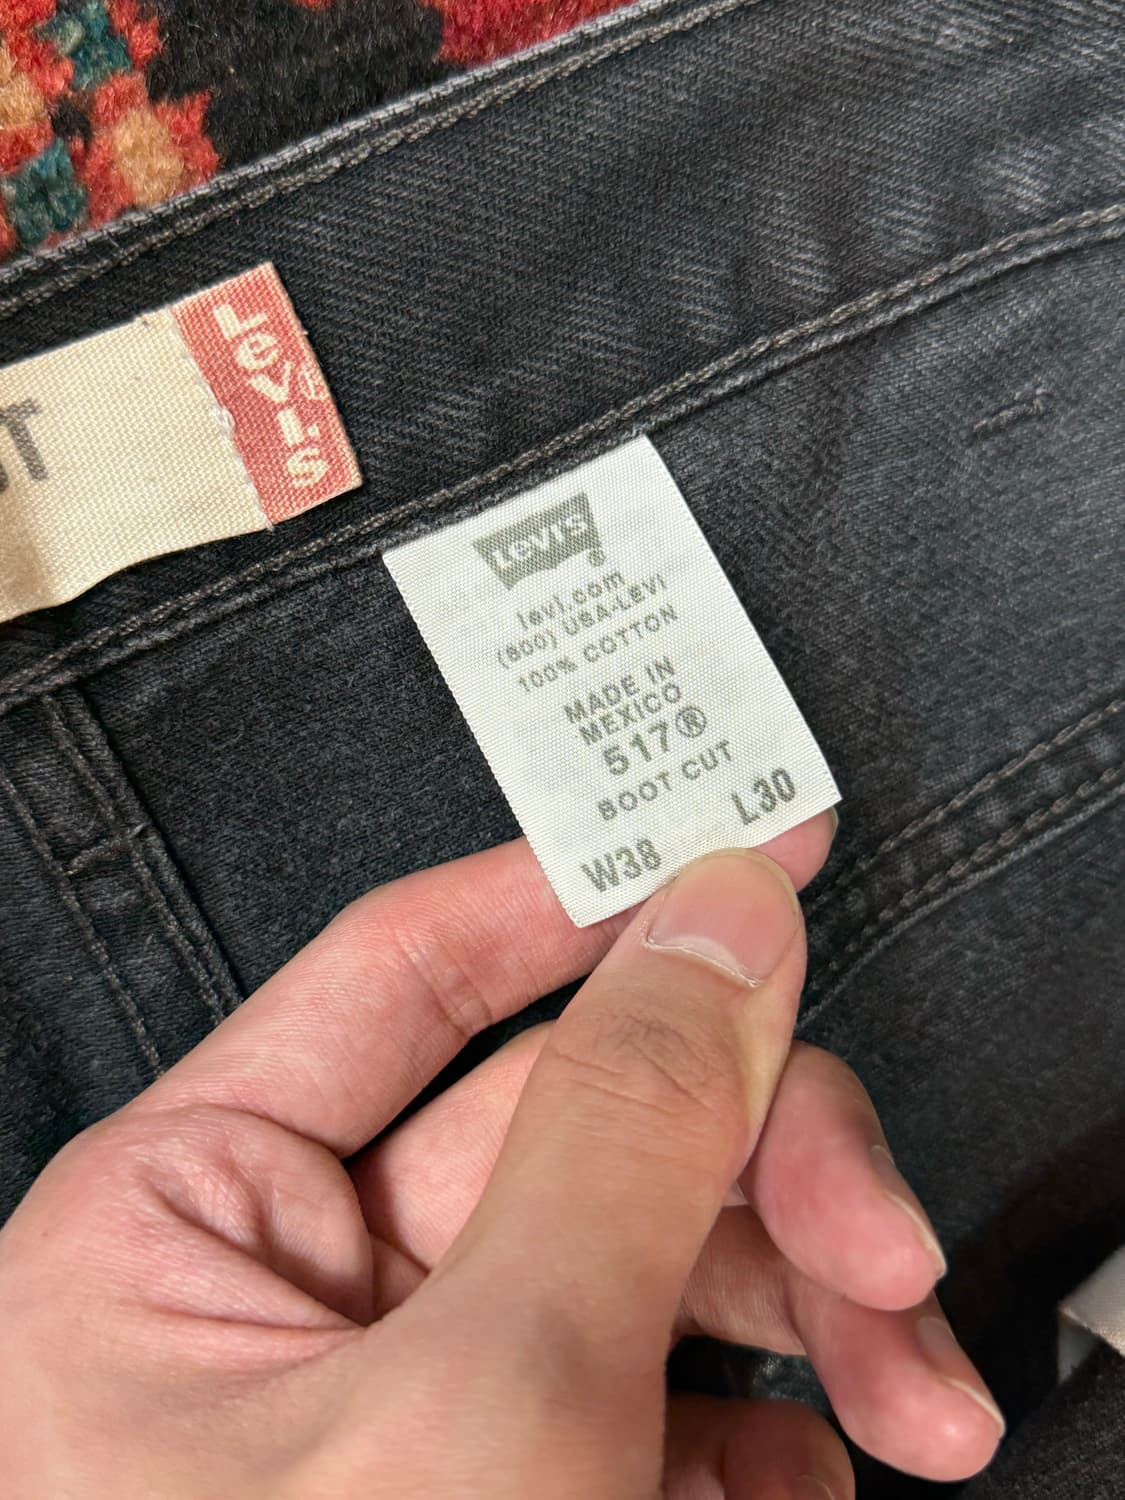 LEVI'S
LEVI'S®
levi.com
(800) USA-LEVI
100% COTTON
MADE IN
MEXICO
517®
BOOT CUT
W38 L30